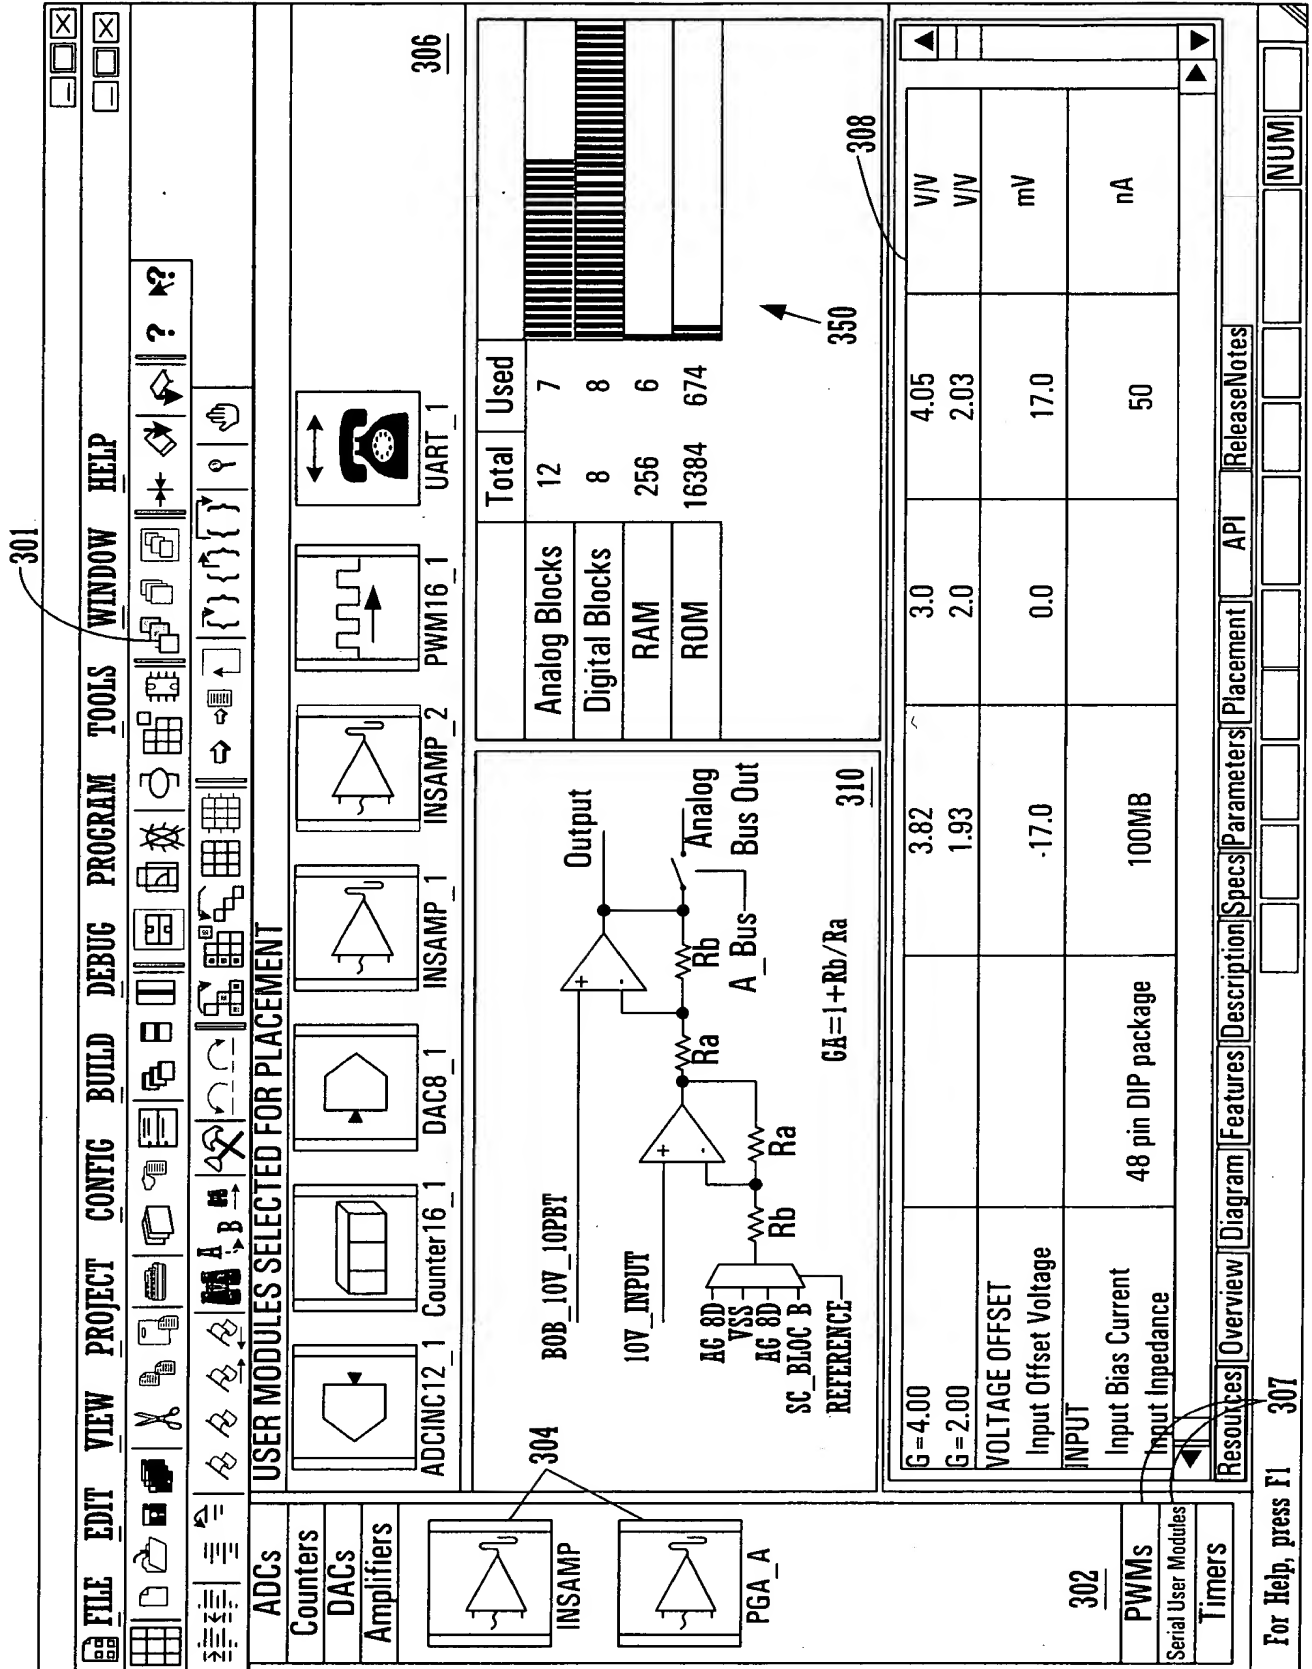 301
FILE EDIT VIEW PROJECT CONFIG BUILD DEBUG PROGRAM TOOLS WINDOW HELP
? ?
A
B
{ } { } { }
USER MODULES SELECTED FOR PLACEMENT
ADCs
Counters
DACs
Amplifiers
INSAMP
PGA_A
304
302
PWMs
Serial User Modules
Timers
307
ADCINC12_1 Counter16_1 DAC8_1 INSAMP_1 INSAMP_2 PWM16_1 UART_1
306
BOB_10V_10PBT
10V_INPUT
AG 8D
VSS
AG 8D
SC_BLOC B
REFERENCE
Rb
Ra
Ra
Rb
Output
Analog
Bus Out
A_Bus
GA=1+Rb/Ra
310
Total Used
Analog Blocks 12 7
Digital Blocks 8 8
RAM 256 6
ROM 16384 674
350
308
G=4.00 3.82 3.0 4.05 V/V
G=2.00 1.93 2.0 2.03 V/V
VOLTAGE OFFSET
Input Offset Voltage -17.0 0.0 17.0 mV
INPUT
Input Bias Current 48 pin DIP package 100MB 50 nA
Input Inpedance
Resources Overview Diagram Features Description Specs Parameters Placement API ReleaseNotes
For Help, press F1 NUM